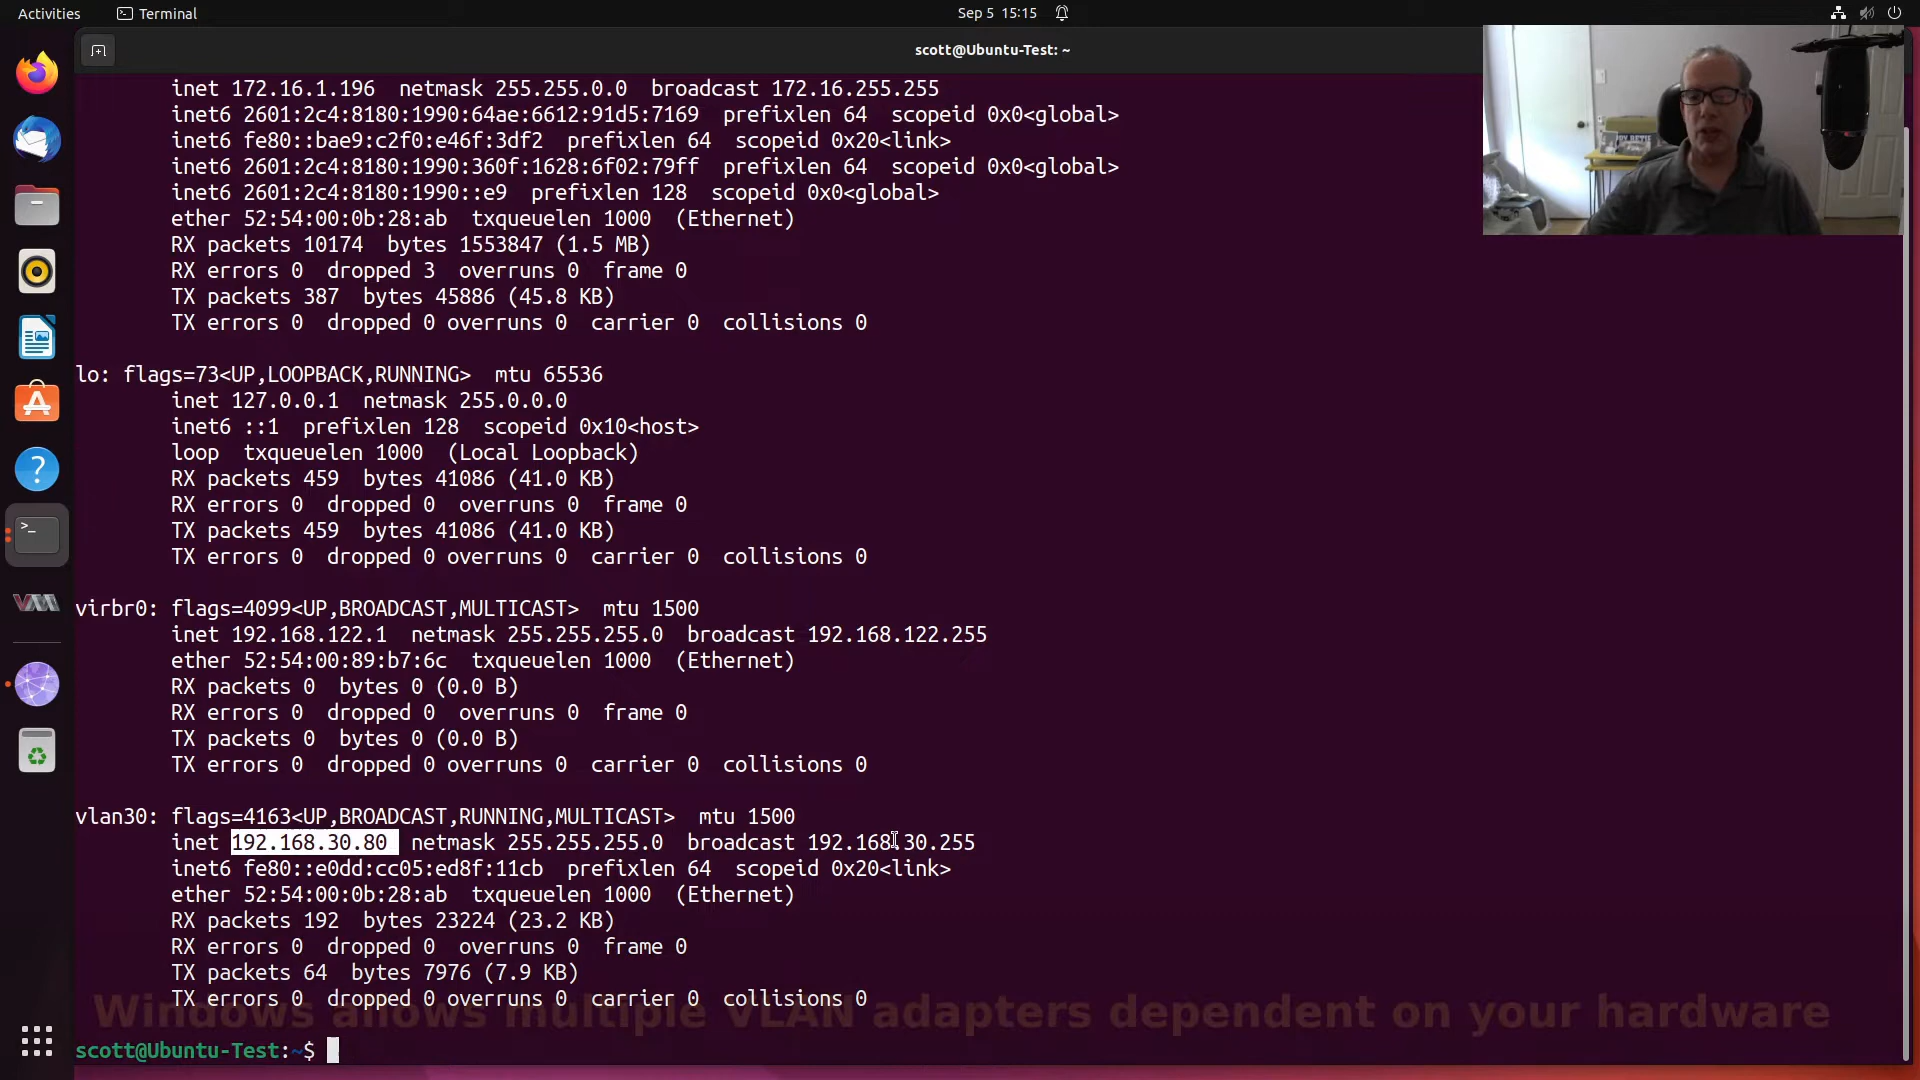 Activities Terminal Sep 5 15:15
scott@Ubuntu-Test: ~
inet 172.16.1.196 netmask 255.255.0.0 broadcast 172.16.255.255
inet6 2601:2c4:8180:1990:64ae:6612:91d5:7169 prefixlen 64 scopeid 0x0<global>
inet6 fe80::bae9:c2f0:e46f:3df2 prefixlen 64 scopeid 0x20<link>
inet6 2601:2c4:8180:1990:360f:1628:6f02:79ff prefixlen 64 scopeid 0x0<global>
inet6 2601:2c4:8180:1990::e9 prefixlen 128 scopeid 0x0<global>
ether 52:54:00:0b:28:ab txqueuelen 1000 (Ethernet)
RX packets 10174 bytes 1553847 (1.5 MB)
RX errors 0 dropped 3 overruns 0 frame 0
TX packets 387 bytes 45886 (45.8 KB)
TX errors 0 dropped 0 overruns 0 carrier 0 collisions 0
lo: flags=73<UP,LOOPBACK,RUNNING> mtu 65536
inet 127.0.0.1 netmask 255.0.0.0
inet6 ::1 prefixlen 128 scopeid 0x10<host>
loop txqueuelen 1000 (Local Loopback)
RX packets 459 bytes 41086 (41.0 KB)
RX errors 0 dropped 0 overruns 0 frame 0
TX packets 459 bytes 41086 (41.0 KB)
TX errors 0 dropped 0 overruns 0 carrier 0 collisions 0
virbr0: flags=4099<UP,BROADCAST,MULTICAST> mtu 1500
inet 192.168.122.1 netmask 255.255.255.0 broadcast 192.168.122.255
ether 52:54:00:89:b7:6c txqueuelen 1000 (Ethernet)
RX packets 0 bytes 0 (0.0 B)
RX errors 0 dropped 0 overruns 0 frame 0
TX packets 0 bytes 0 (0.0 B)
TX errors 0 dropped 0 overruns 0 carrier 0 collisions 0
vlan30: flags=4163<UP,BROADCAST,RUNNING,MULTICAST> mtu 1500
inet 192.168.30.80 netmask 255.255.255.0 broadcast 192.168.30.255
inet6 fe80::e0dd:cc05:ed8f:11cb prefixlen 64 scopeid 0x20<link>
ether 52:54:00:0b:28:ab txqueuelen 1000 (Ethernet)
RX packets 192 bytes 23224 (23.2 KB)
RX errors 0 dropped 0 overruns 0 frame 0
TX packets 64 bytes 7976 (7.9 KB)
TX errors 0 dropped 0 overruns 0 carrier 0 collisions 0
Windows allows multiple VLAN adapters dependent on your hardware
scott@Ubuntu-Test:~$